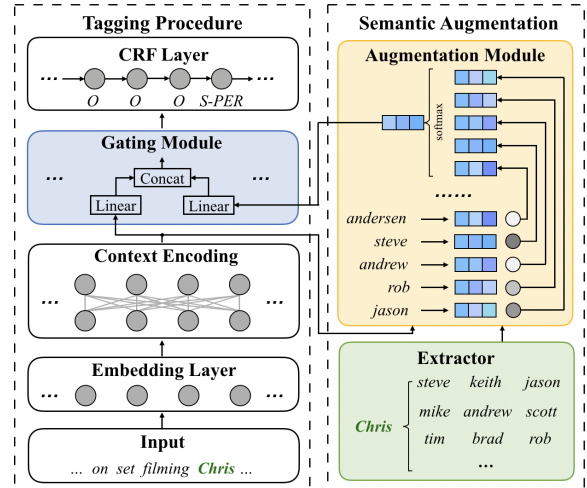 Tagging Procedure
CRF Layer
... ...
O O O S-PER
Gating Module
... Concat ...
Linear Linear
Context Encoding
... ...
Embedding Layer
... ...
Input
... on set filming Chris ...
Semantic Augmentation
Augmentation Module
softmax
......
andersen
steve
andrew
rob
jason
Extractor
steve keith jason
mike andrew scott
Chris
tim brad rob
...